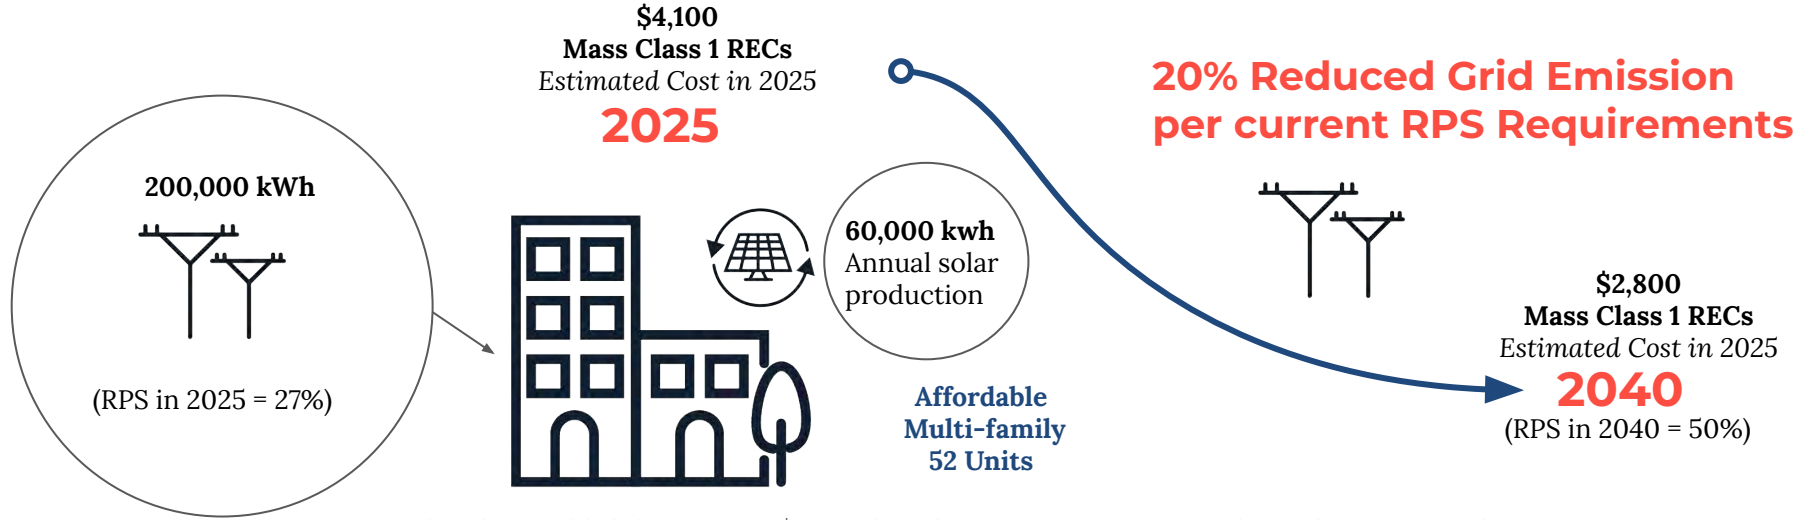 $4,100
Mass Class 1 RECs
Estimated Cost in 2025
2025
20% Reduced Grid Emission
per current RPS Requirements
200,000 kWh
(RPS in 2025 = 27%)
60,000 kwh
Annual solar
production
Affordable
Multi-family
52 Units
$2,800
Mass Class 1 RECs
Estimated Cost in 2025
2040
(RPS in 2040 = 50%)